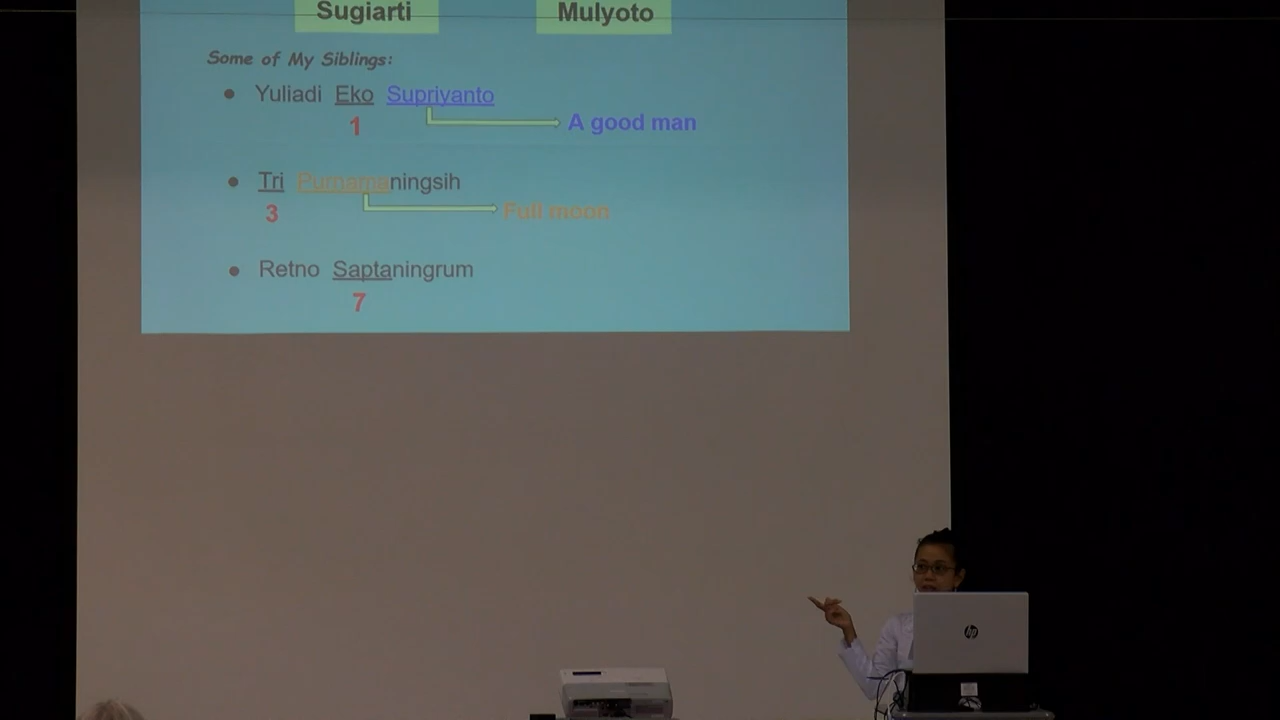 Sugiarti Mulyoto
Some of My Siblings:
• Yuliadi Eko Supriyanto
1
A good man
• Tri Purnamaningsih
3
Full moon
• Retno Saptaningrum
7
hp